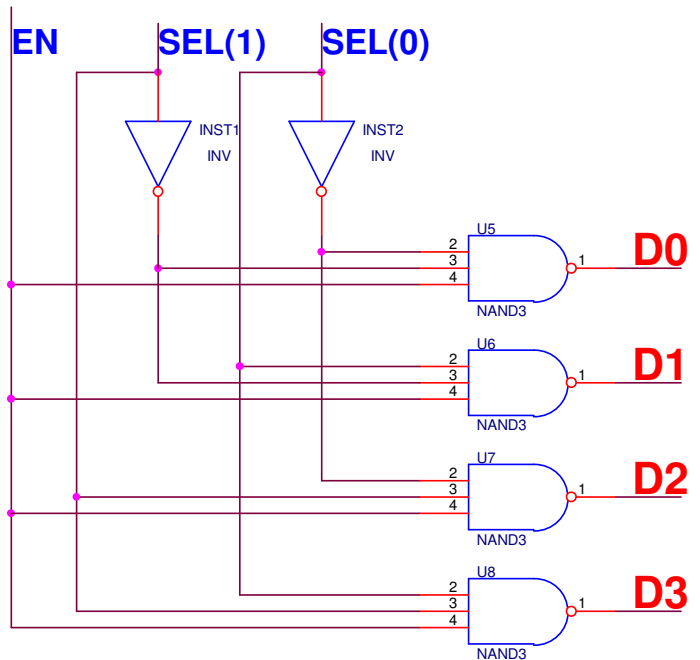 EN SEL(1) SEL(0)
INST1 INST2
INV INV
U5
2
3
4
1
D0
NAND3
U6
2
3
4
1
D1
NAND3
U7
2
3
4
1
D2
NAND3
U8
2
3
4
1
D3
NAND3